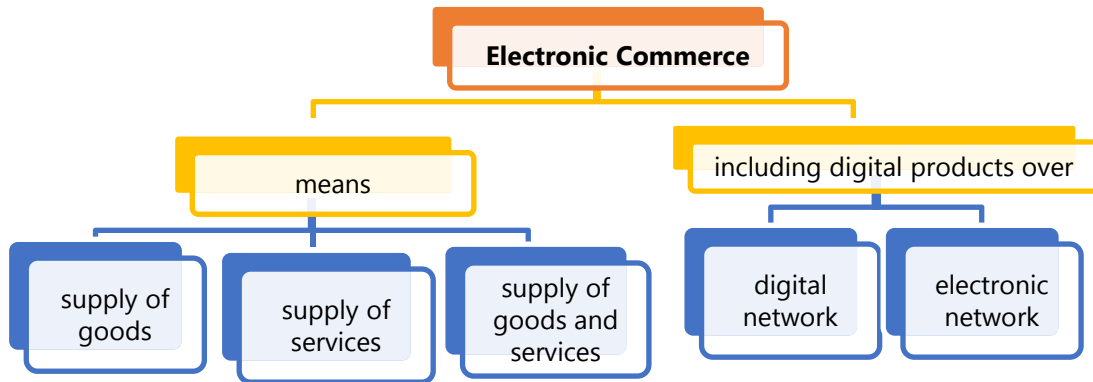 Electronic Commerce
means
including digital products over
supply of
goods
supply of
services
supply of
goods and
services
digital
network
electronic
network